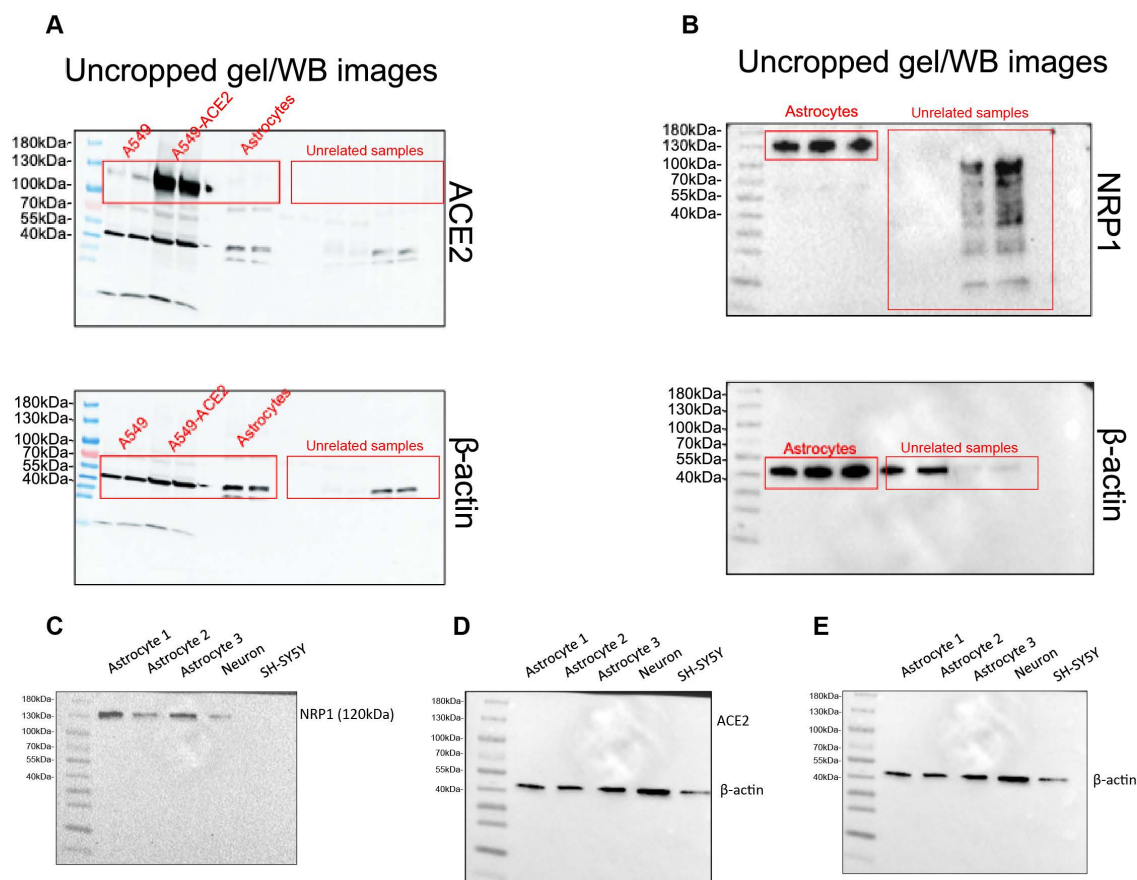 A
Uncropped gel/WB images
A549
A549-ACE2
Astrocytes
Unrelated samples
180kDa-
130kDa-
100kDa-
70kDa-
55kDa-
40kDa-
ACE2
180kDa-
130kDa-
100kDa-
70kDa-
55kDa-
40kDa-
A549
A549-ACE2
Astrocytes
Unrelated samples
β-actin
B
Uncropped gel/WB images
Astrocytes
Unrelated samples
180kDa-
130kDa-
100kDa-
70kDa-
55kDa-
40kDa-
NRP1
180kDa-
130kDa-
100kDa-
70kDa-
55kDa-
40kDa-
Astrocytes
Unrelated samples
β-actin
C
Astrocyte 1
Astrocyte 2
Astrocyte 3
Neuron
SH-SY5Y
180kDa-
130kDa-
100kDa-
70kDa-
55kDa-
40kDa-
NRP1 (120kDa)
D
Astrocyte 1
Astrocyte 2
Astrocyte 3
Neuron
SH-SY5Y
180kDa-
130kDa-
100kDa-
70kDa-
55kDa-
40kDa-
ACE2
β-actin
E
Astrocyte 1
Astrocyte 2
Astrocyte 3
Neuron
SH-SY5Y
180kDa-
130kDa-
100kDa-
70kDa-
55kDa-
40kDa-
β-actin